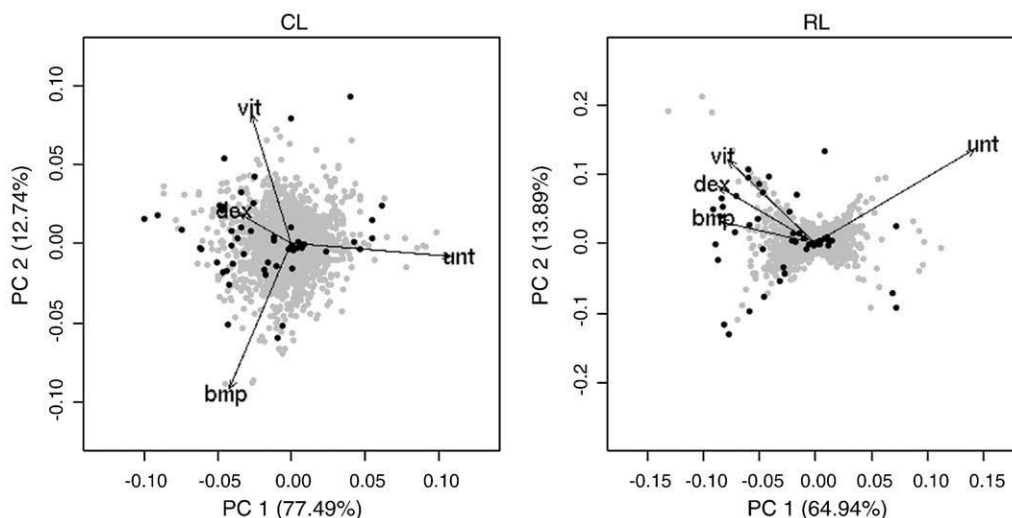 CL
PC 2 (12.74%)
0.10
0.05
0.00
-0.05
-0.10
vit
dex
unt
bmp
-0.10 -0.05 0.00 0.05 0.10
PC 1 (77.49%)
RL
PC 2 (13.89%)
0.2
0.1
0.0
-0.1
-0.2
unt
vit
dex
bmp
-0.15 -0.10 -0.05 0.00 0.05 0.10 0.15
PC 1 (64.94%)